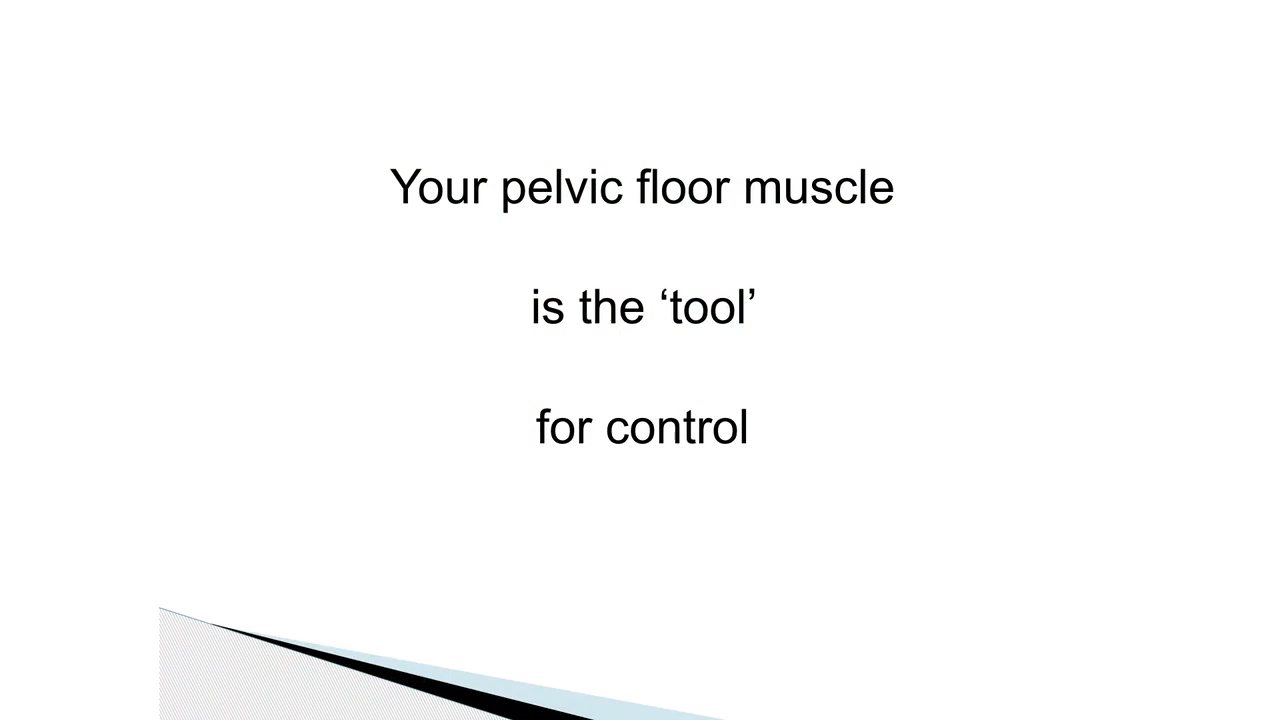 Your pelvic floor muscle
is the ‘tool’
for control